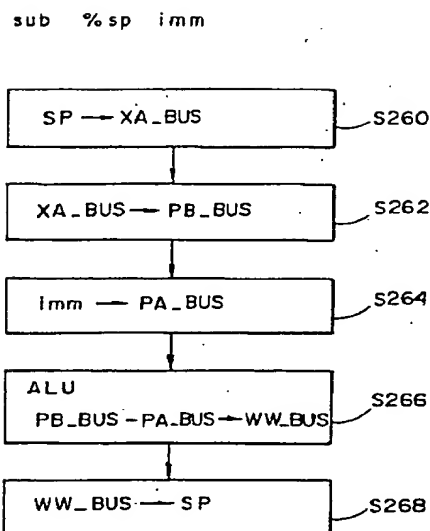 sub %sp imm
SP → XA_BUS
S260
XA_BUS → PB_BUS
S262
imm → PA_BUS
S264
ALU
PB_BUS - PA_BUS → WW_BUS
S266
WW_BUS → SP
S268